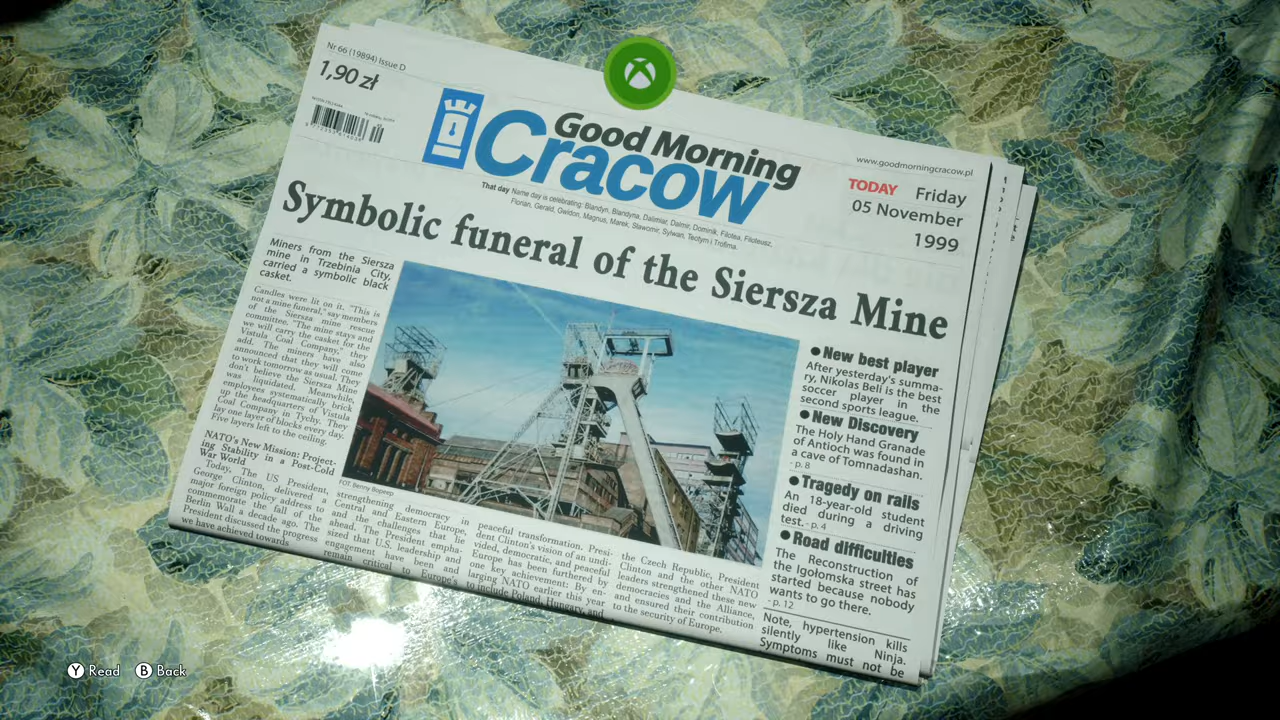 Nr 66 (19894) Issue D
1,90 zł
Good Morning
Cracow
www.goodmorningcracow.pl
TODAY Friday
05 November
1999
That day Name day is celebrating: Blandyn, Blandyna, Dalimiar, Dalmir, Dominik, Filotea, Filoteusz,
Florian, Gerald, Gwidon, Magnus, Marek, Sławomir, Sylwan, Teotym i Trofima.
Symbolic funeral of the Siersza Mine
Miners from the Siersza
mine in Trzebinia City,
carried a symbolic black
casket.
Candles were lit on it. "This is
not a mine funeral," say members
of the Siersza mine rescue
committee. "The mine stays and
we will carry the casket for the
Vistula Coal Company," they
add. The miners have also
announced that they will come
to work tomorrow as usual. They
don't believe the Siersza Mine
was liquidated. Meanwhile,
employees systematically brick
up the headquarters of Vistula
Coal Company in Tychy. They
lay one layer of blocks every day.
Five layers left to the ceiling.
NATO's New Mission: Project-
ing Stability in a Post-Cold
War World
Today, The US President,
George Clinton, delivered a
major foreign policy address to
commemorate the fall of the
Berlin Wall a decade ago. The
President discussed the progress
we have achieved towards
FOT. Benny Bopeep
strengthening democracy in
Central and Eastern Europe,
and the challenges that lie
ahead. The President empha-
sized that U.S. leadership and
engagement have been and
remain critical to Europe's
peaceful transformation. Presi-
dent Clinton's vision of an undi-
vided, democratic, and peaceful
Europe has been furthered by
one key achievement: By en-
larging NATO earlier this year
to include Poland, Hungary, and
the Czech Republic, President
Clinton and the other NATO
leaders strengthened these new
democracies and the Alliance,
and ensured their contribution
to the security of Europe.
●New best player
After yesterday's summa-
ry, Nikolas Beli is the best
soccer player in the
second sports league.
●New Discovery
The Holy Hand Granade
of Antioch was found in
a cave of Tomnadashan.
- p. 8
●Tragedy on rails
An 18-year-old student
died during a driving
test. - p. 4
●Road difficulties
The Reconstruction of
the Igołomska street has
started because nobody
wants to go there.
- p. 12
Note, hypertension kills
silently like Ninja.
Symptoms must not be
Y Read B Back